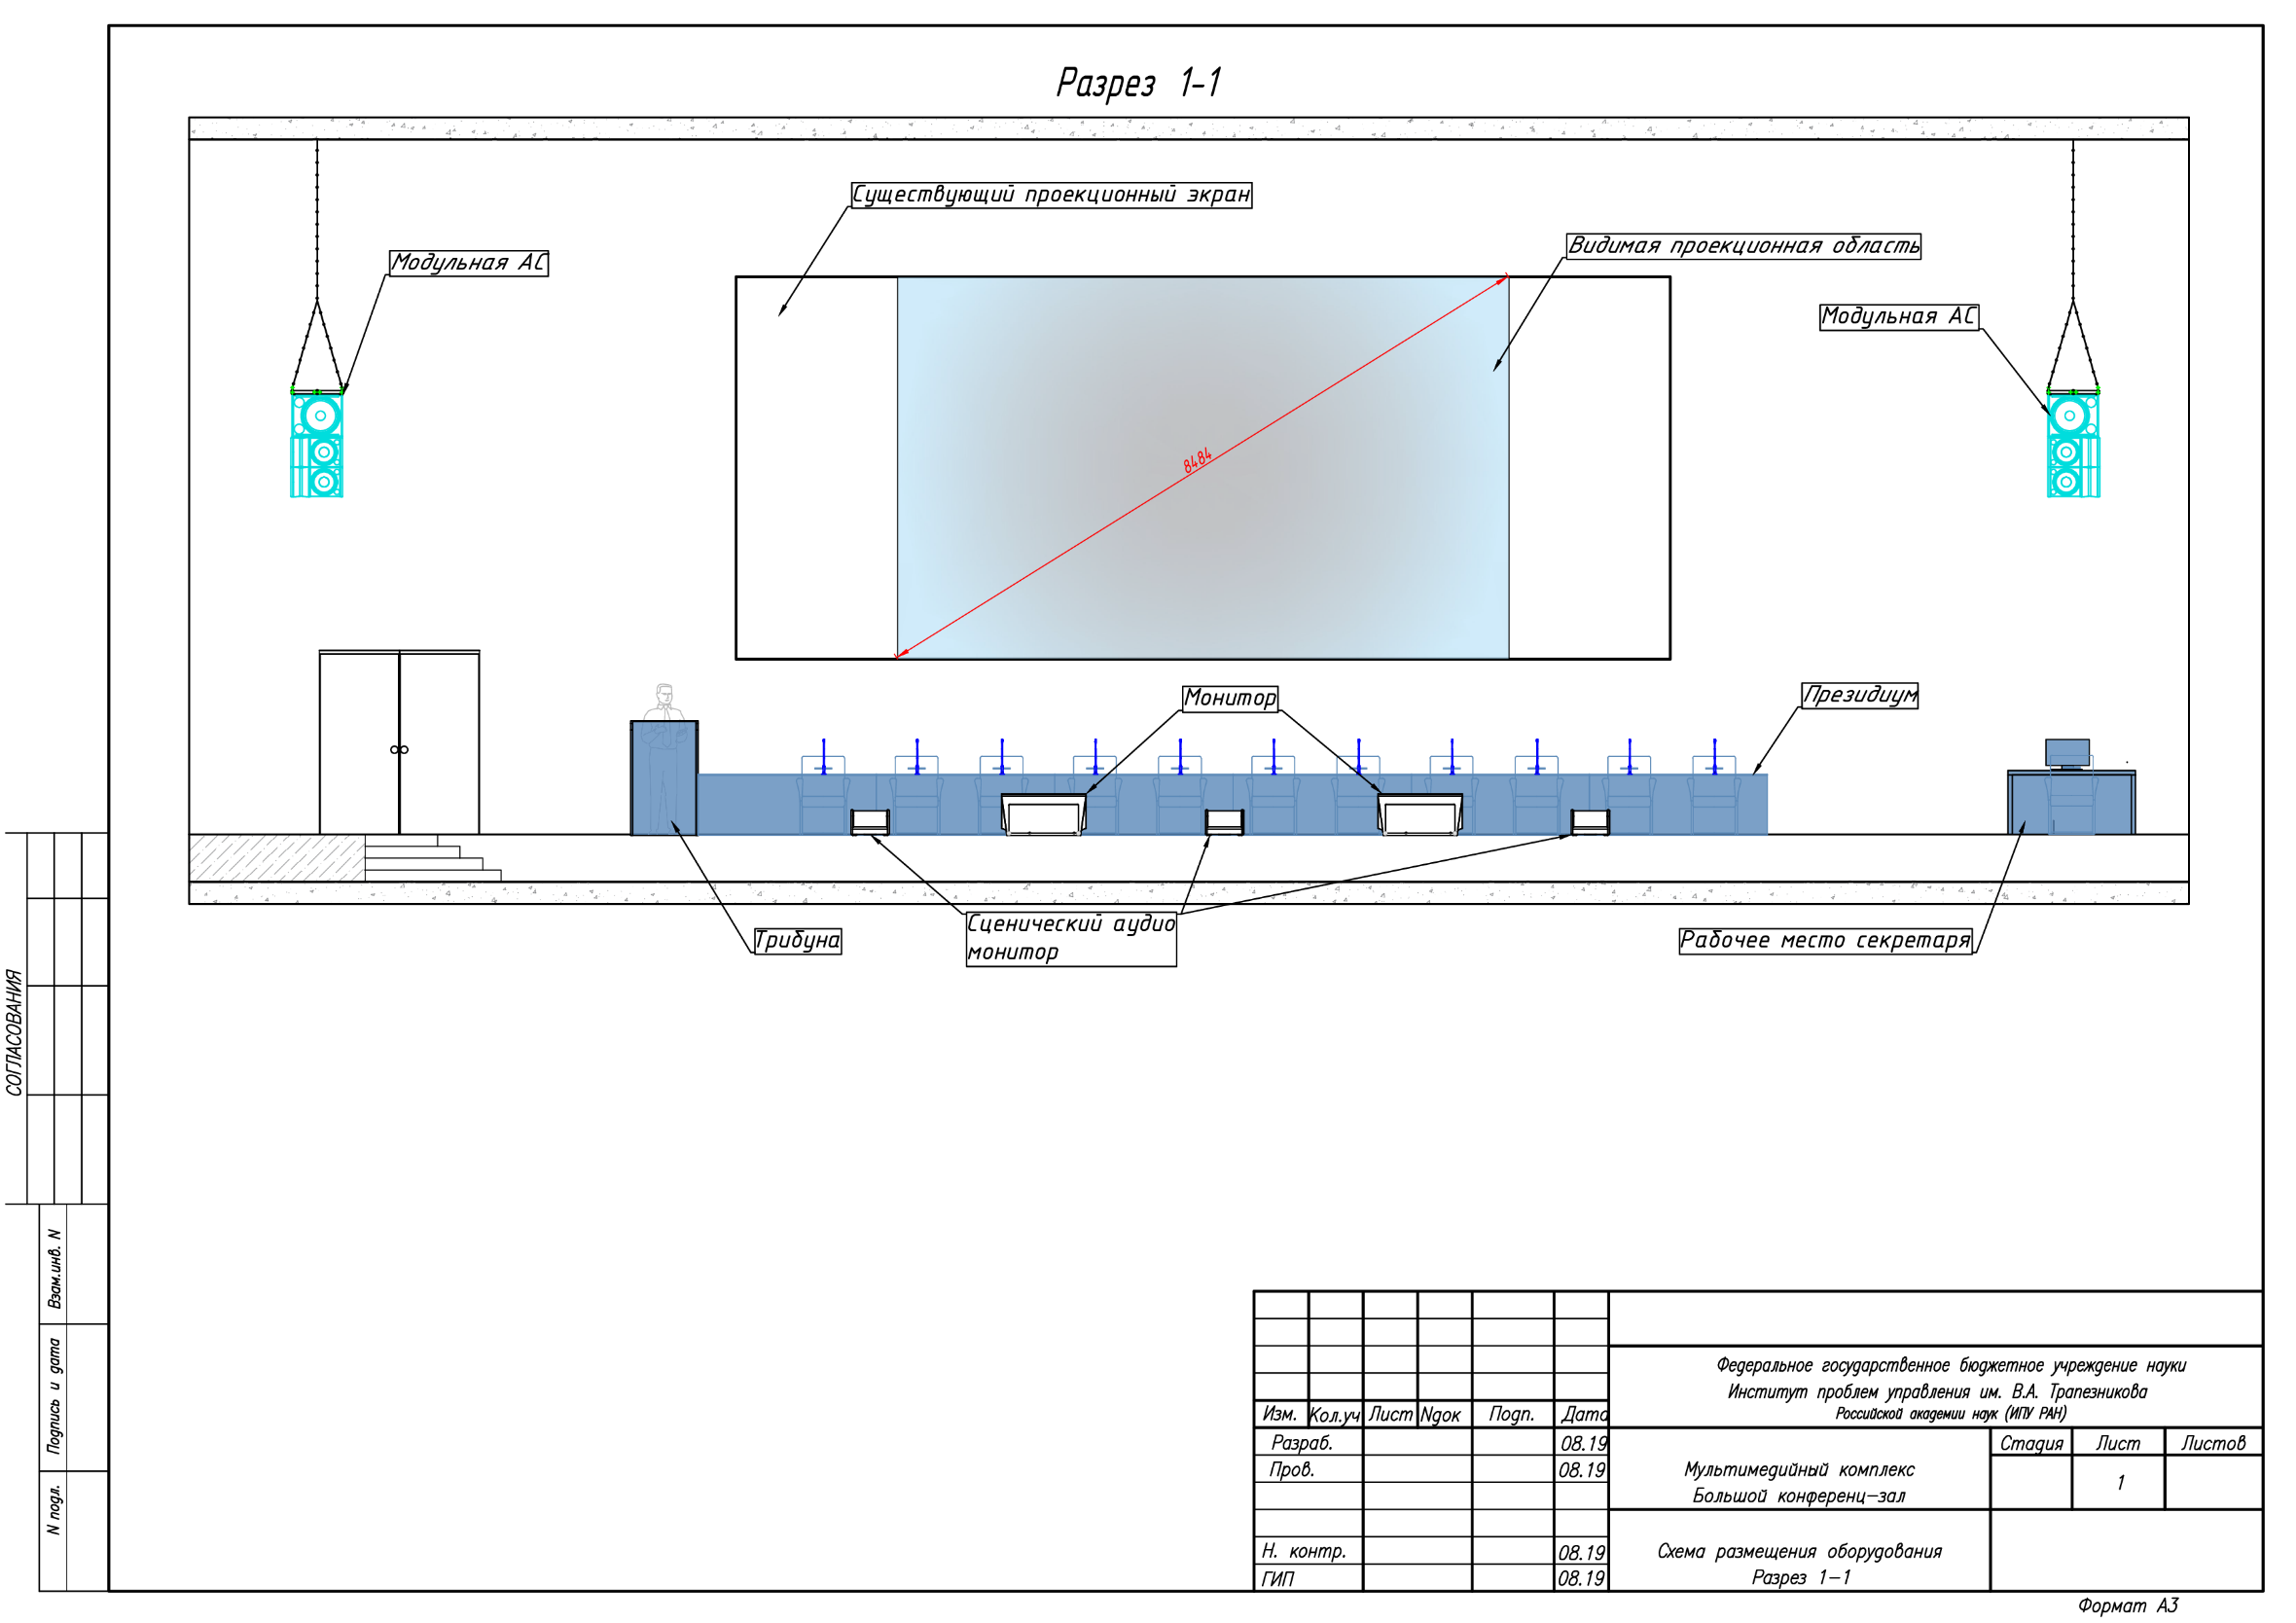 Разрез 1-1
Существующий проекционный экран
Видимая проекционная область
Модульная АС
Модульная АС
8484
Монитор
Президиум
Трибуна
Сценический аудио
монитор
Рабочее место секретаря
СОГЛАСОВАНИЯ
Взам.инв. N
Подпись и дата
N подл.
Федеральное государственное бюджетное учреждение науки
Институт проблем управления им. В.А. Трапезникова
Российской академии наук (ИПУ РАН)
Изм. Кол.уч Лист Nдок Подп. Дата
Разраб. 08.19
Пров. 08.19
Н. контр. 08.19
ГИП 08.19
Мультимедийный комплекс
Большой конференц-зал
Стадия Лист Листов
1
Схема размещения оборудования
Разрез 1-1
Формат А3